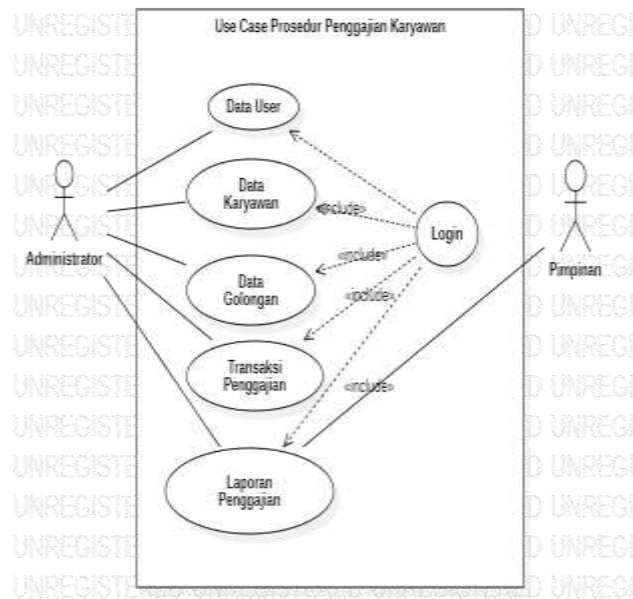 Use Case Prosedur Penggajian Karyawan
Data User
Data
Karyawan
«include»
Login
Administrator
Pimpinan
«include»
Data
Golongan
«include»
Transaksi
Penggajian
«include»
Laporan
Penggajian